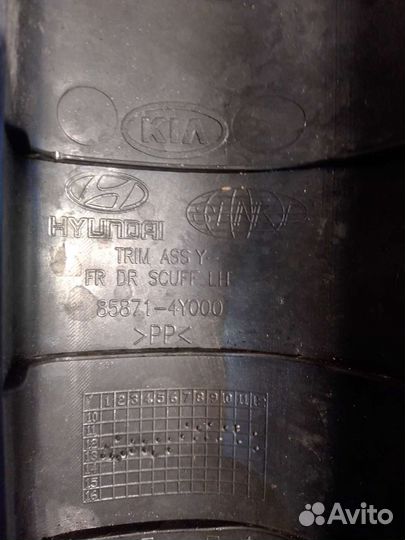 KIA
HYUNDAI
TRIM ASS'Y
FR DR SCUFF LH
85871-4Y000
>PP<
Y 1 2 3 4 5 6 7 8 9 10 11 12
10
11
12
13
14
15
16
Avito